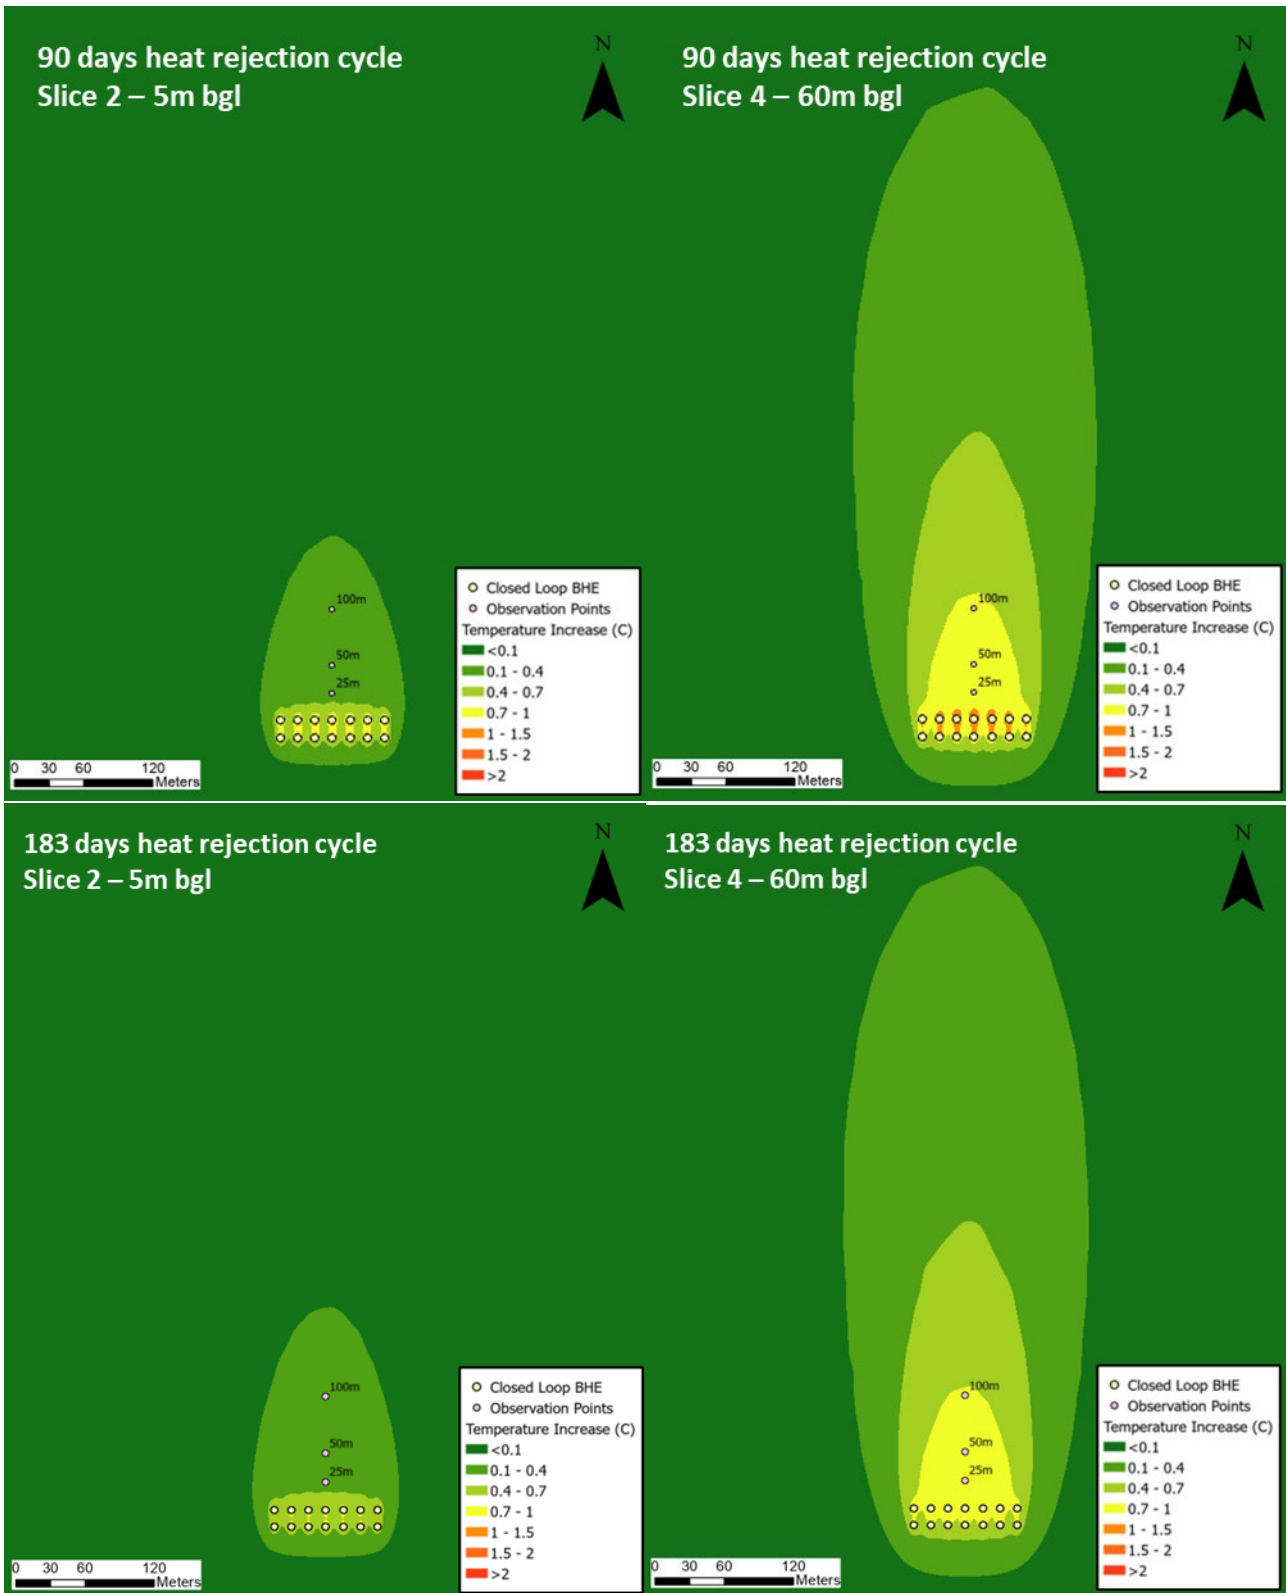 90 days heat rejection cycle
Slice 2 – 5m bgl
N
100m
50m
25m
0 30 60 120
Meters
Closed Loop BHE
Observation Points
Temperature Increase (C)
<0.1
0.1 - 0.4
0.4 - 0.7
0.7 - 1
1 - 1.5
1.5 - 2
>2
90 days heat rejection cycle
Slice 4 – 60m bgl
N
100m
50m
25m
0 30 60 120
Meters
Closed Loop BHE
Observation Points
Temperature Increase (C)
<0.1
0.1 - 0.4
0.4 - 0.7
0.7 - 1
1 - 1.5
1.5 - 2
>2
183 days heat rejection cycle
Slice 2 – 5m bgl
N
100m
50m
25m
0 30 60 120
Meters
Closed Loop BHE
Observation Points
Temperature Increase (C)
<0.1
0.1 - 0.4
0.4 - 0.7
0.7 - 1
1 - 1.5
1.5 - 2
>2
183 days heat rejection cycle
Slice 4 – 60m bgl
N
100m
50m
25m
0 30 60 120
Meters
Closed Loop BHE
Observation Points
Temperature Increase (C)
<0.1
0.1 - 0.4
0.4 - 0.7
0.7 - 1
1 - 1.5
1.5 - 2
>2